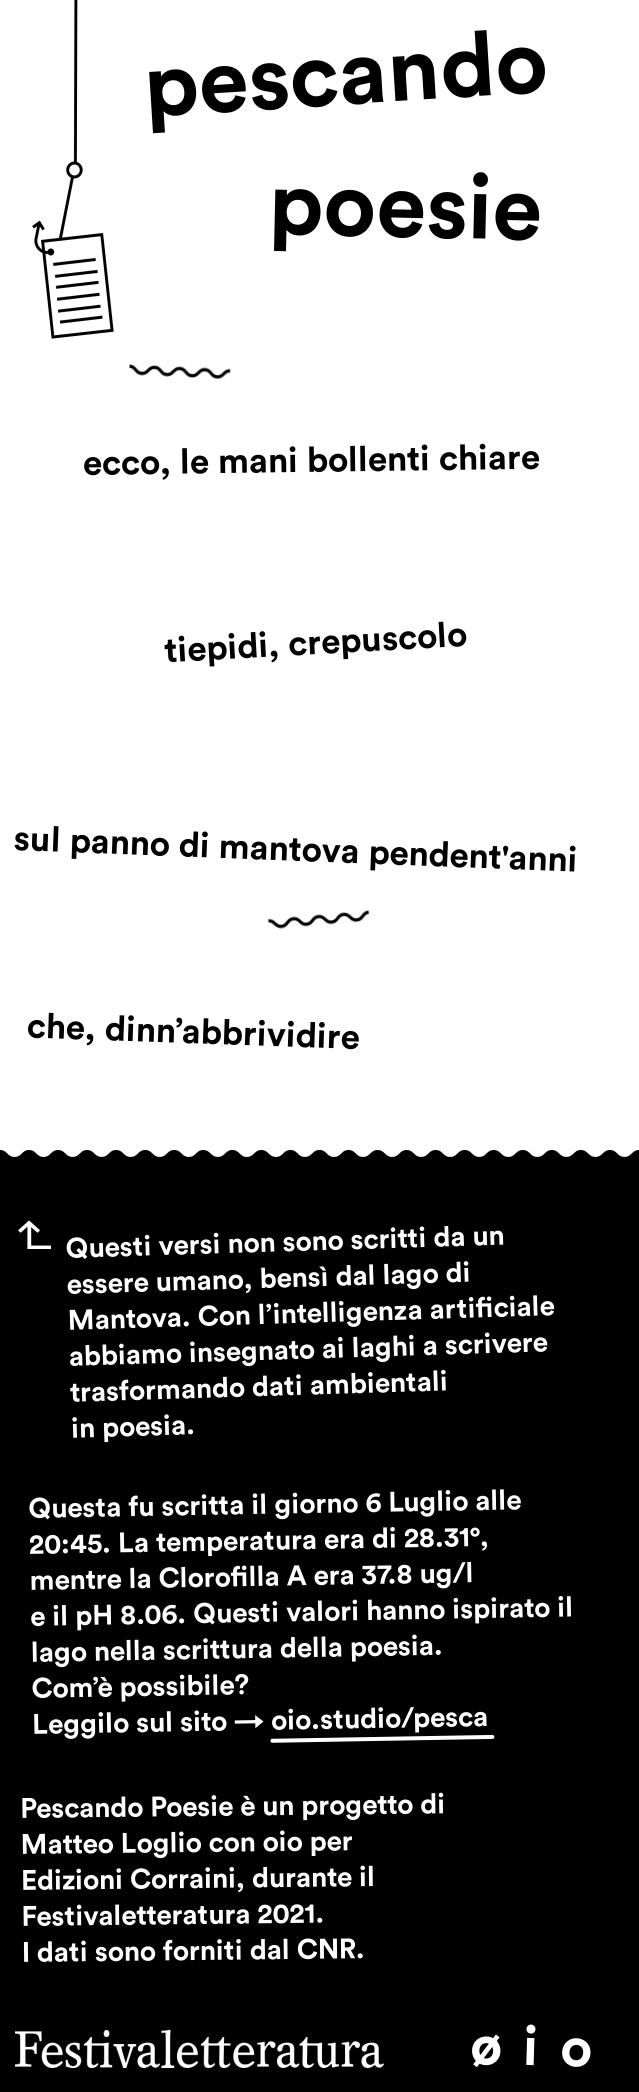 pescando
poesie
ecco, le mani bollenti chiare
tiepidi, crepuscolo
sul panno di mantova pendent'anni
che, dinn’abbrividire
Questi versi non sono scritti da un
essere umano, bensì dal lago di
Mantova. Con l’intelligenza artificiale
abbiamo insegnato ai laghi a scrivere
trasformando dati ambientali
in poesia.
Questa fu scritta il giorno 6 Luglio alle
20:45. La temperatura era di 28.31°,
mentre la Clorofilla A era 37.8 ug/l
e il pH 8.06. Questi valori hanno ispirato il
lago nella scrittura della poesia.
Com’è possibile?
Leggilo sul sito → oio.studio/pesca
Pescando Poesie è un progetto di
Matteo Loglio con oio per
Edizioni Corraini, durante il
Festivaletteratura 2021.
I dati sono forniti dal CNR.
Festivaletteratura øio